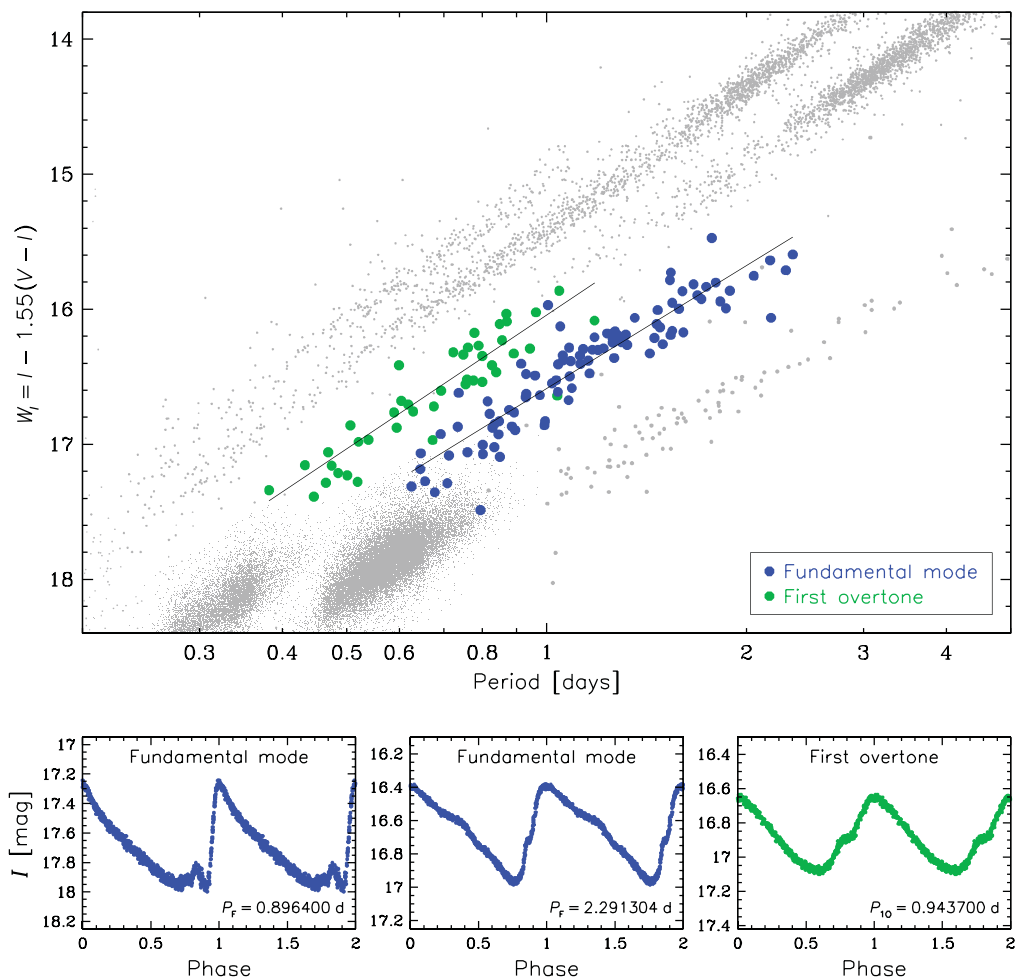 14
15
16
17
18
W_I = I − 1.55(V − I)
0.3 0.4 0.5 0.6 0.8 1 2 3 4
Period [days]
Fundamental mode
First overtone
17
17.2
17.4
17.6
17.8
18
18.2
I [mag]
Fundamental mode
P_F = 0.896400 d
0 0.5 1 1.5 2
Phase
16.4
16.6
16.8
17
17.2
Fundamental mode
P_F = 2.291304 d
0 0.5 1 1.5 2
Phase
16.4
16.6
16.8
17
17.2
17.4
First overtone
P_1O = 0.943700 d
0 0.5 1 1.5 2
Phase